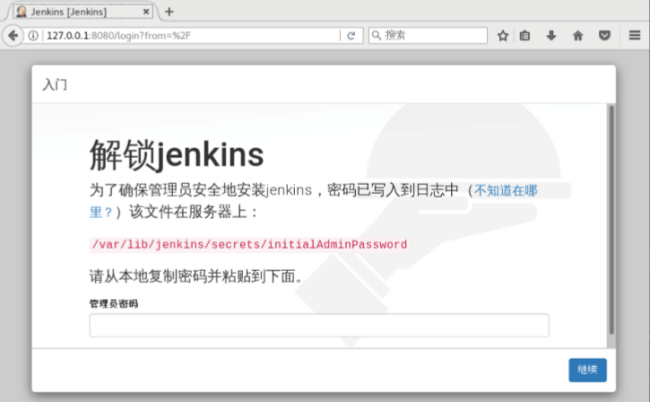 Jenkins [Jenkins]
127.0.0.1:8080/login?from=%2F
搜索
入门
解锁jenkins
为了确保管理员安全地安装jenkins，密码已写入到日志中（不知道在哪
里？）该文件在服务器上：
/var/lib/jenkins/secrets/initialAdminPassword
请从本地复制密码并粘贴到下面。
管理员密码
继续